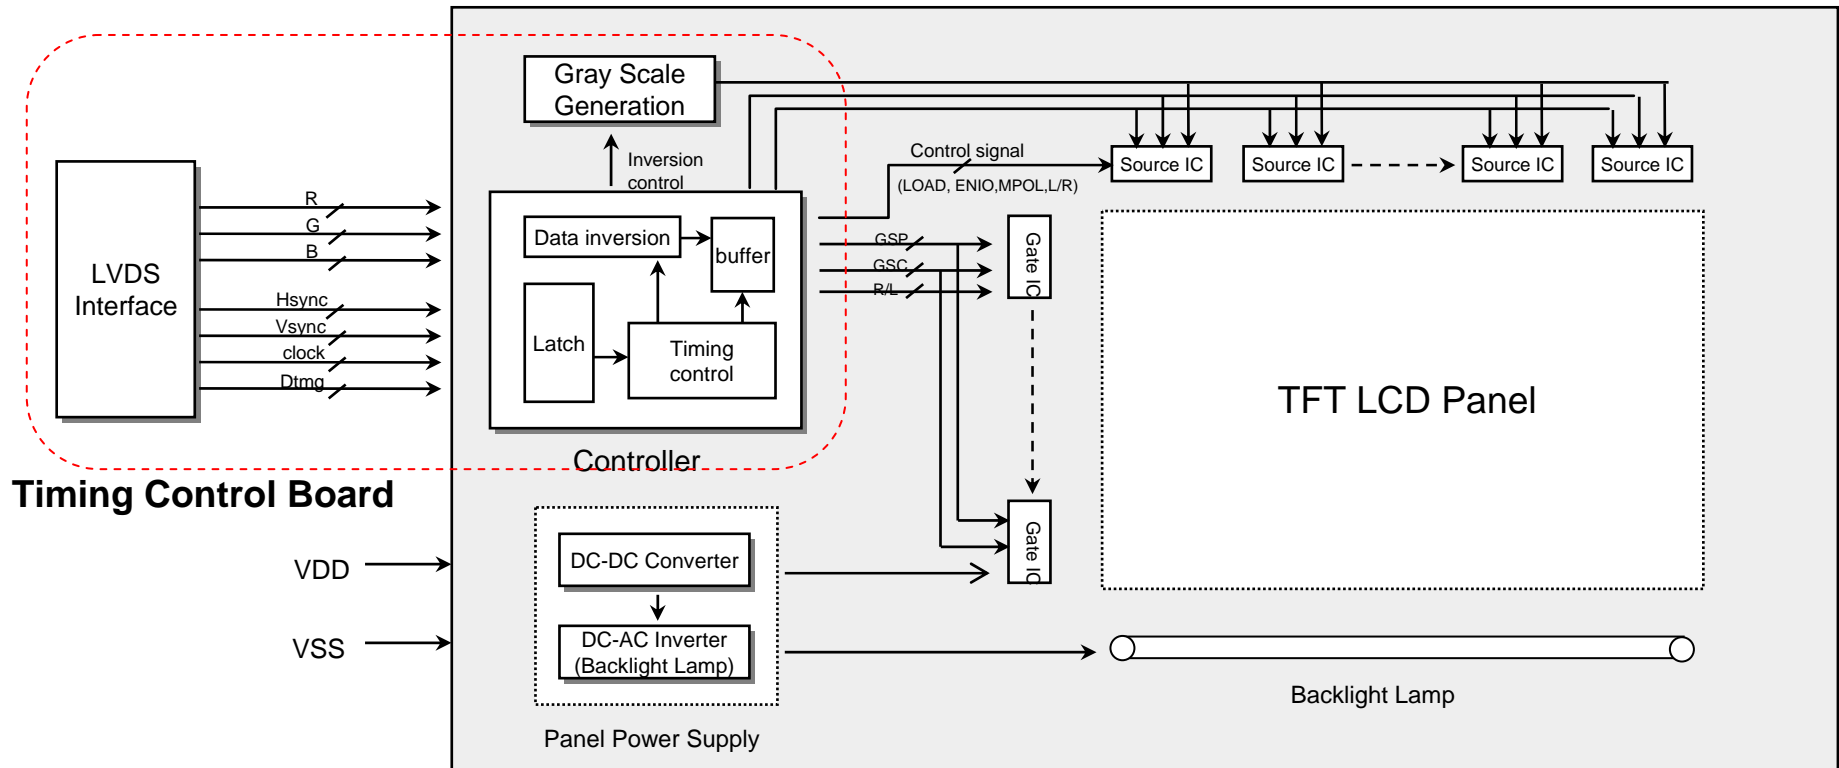 Gray Scale
Generation
Inversion
control
Control signal
(LOAD, ENIO,MPOL,L/R)
Source IC
Source IC
Source IC
Source IC
LVDS
Interface
R
G
B
Hsync
Vsync
clock
Dtmg
Data inversion
buffer
Latch
Timing
control
Controller
GSP
GSC
R/L
Gate IC
Gate IC
TFT LCD Panel
Timing Control Board
VDD
VSS
DC-DC Converter
DC-AC Inverter
(Backlight Lamp)
Panel Power Supply
Backlight Lamp